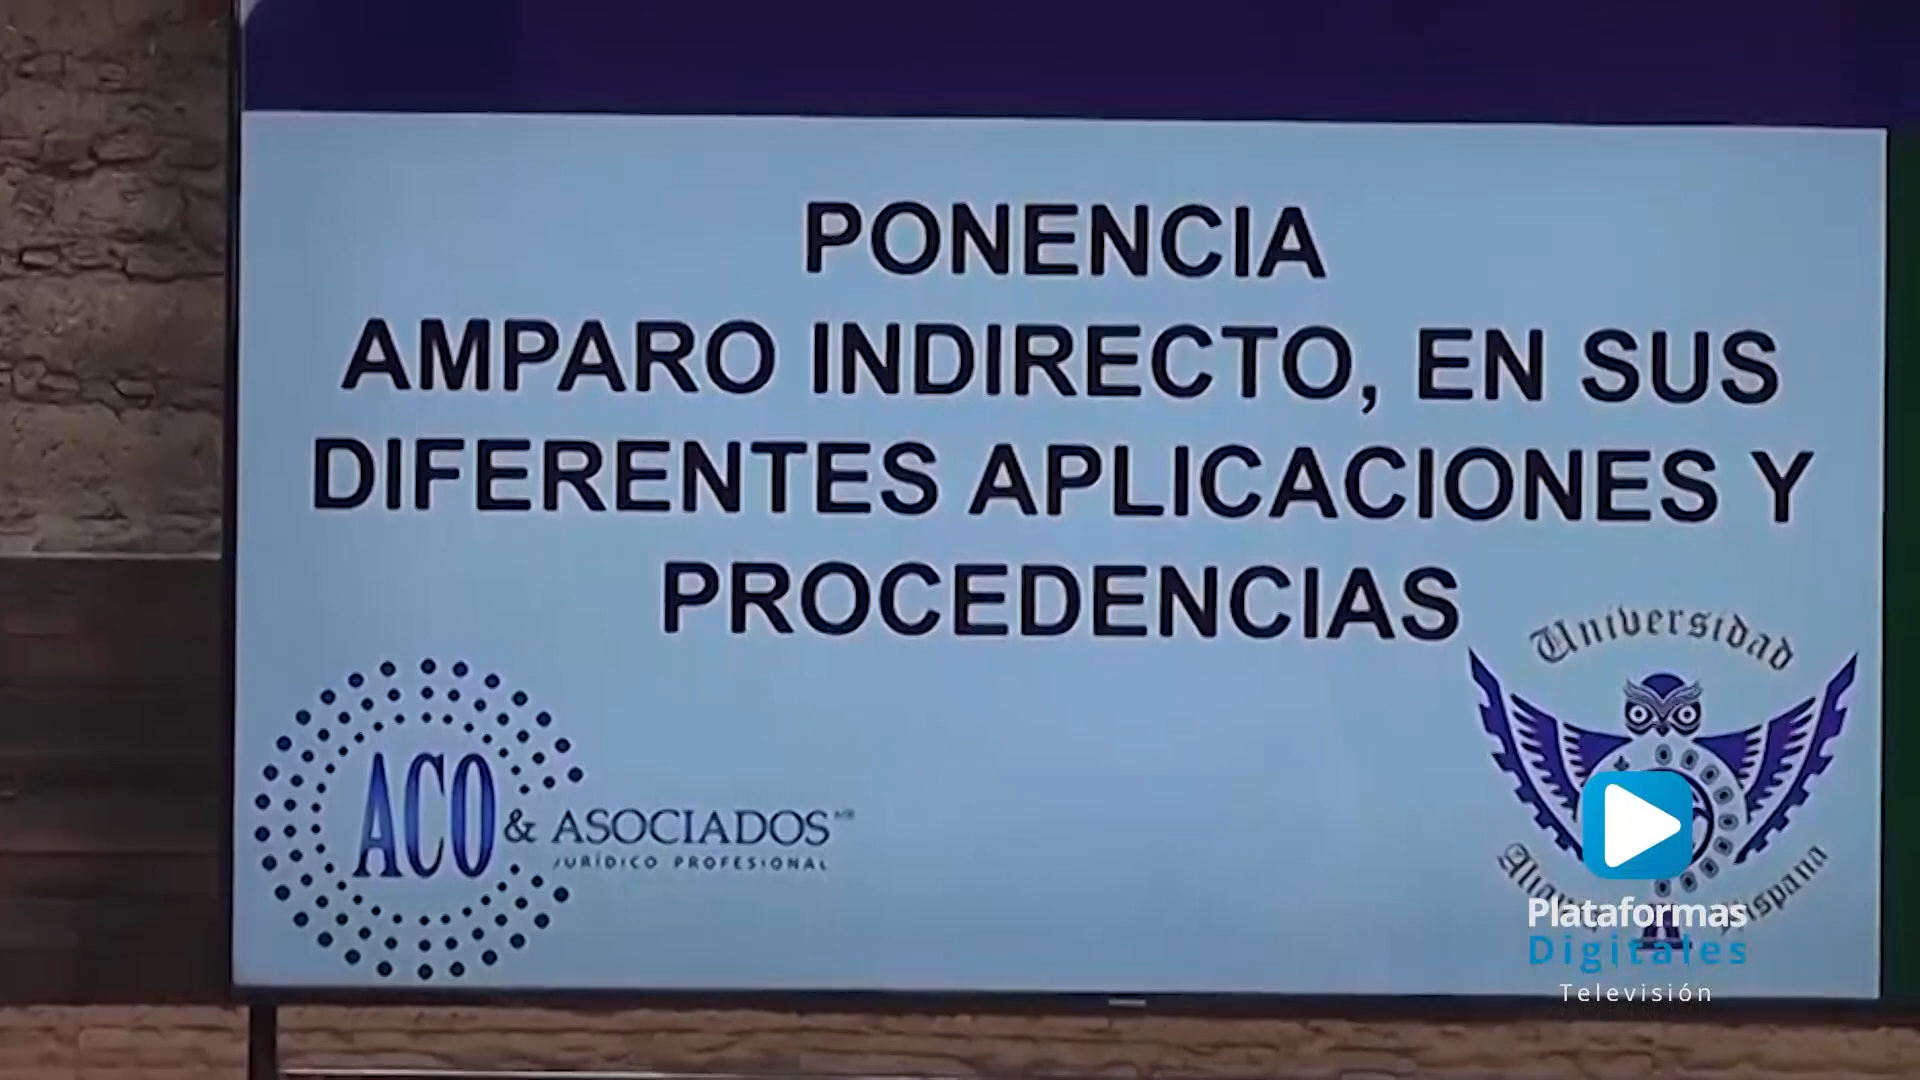 PONENCIA
AMPARO INDIRECTO, EN SUS
DIFERENTES APLICACIONES Y
PROCEDENCIAS
Universidad
ACO & ASOCIADOS
JURÍDICO PROFESIONAL
Plataformas
Digitales
Televisión